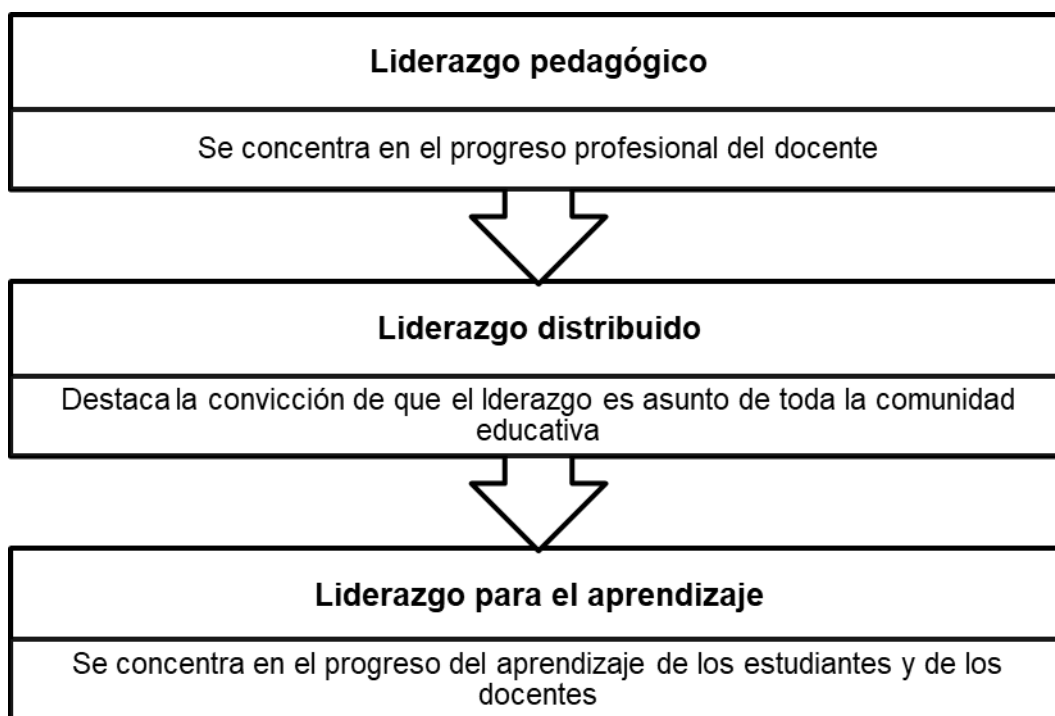 Liderazgo pedagógico
Se concentra en el progreso profesional del docente
Liderazgo distribuido
Destaca la convicción de que el lderazgo es asunto de toda la comunidad
educativa
Liderazgo para el aprendizaje
Se concentra en el progreso del aprendizaje de los estudiantes y de los
docentes